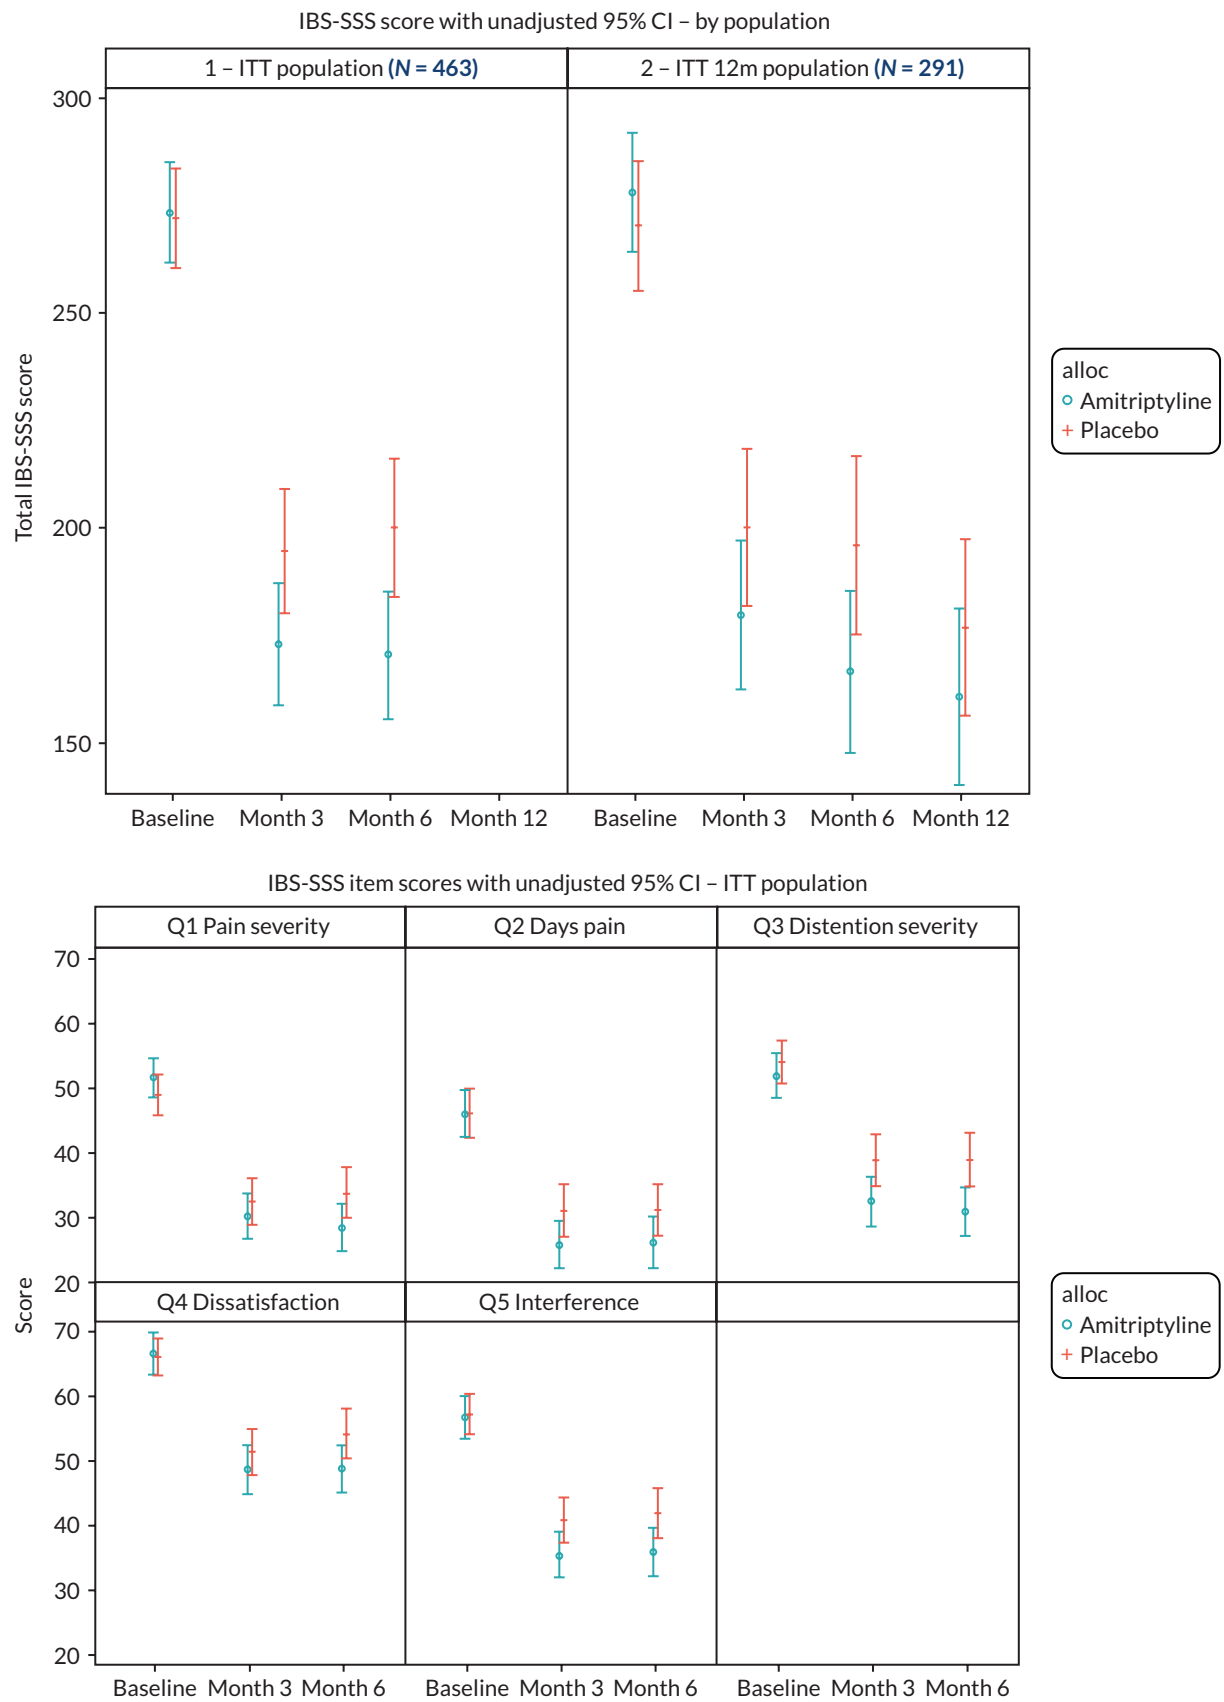 IBS-SSS score with unadjusted 95% CI – by population
1 – ITT population (N = 463)
2 – ITT 12m population (N = 291)
300
250
200
150
Total IBS-SSS score
Baseline Month 3 Month 6 Month 12
Baseline Month 3 Month 6 Month 12
alloc
Amitriptyline
Placebo
IBS-SSS item scores with unadjusted 95% CI – ITT population
Q1 Pain severity
Q2 Days pain
Q3 Distention severity
70
60
50
40
30
20
Q4 Dissatisfaction
Q5 Interference
70
60
50
40
30
20
Score
Baseline Month 3 Month 6
Baseline Month 3 Month 6
Baseline Month 3 Month 6
alloc
Amitriptyline
Placebo